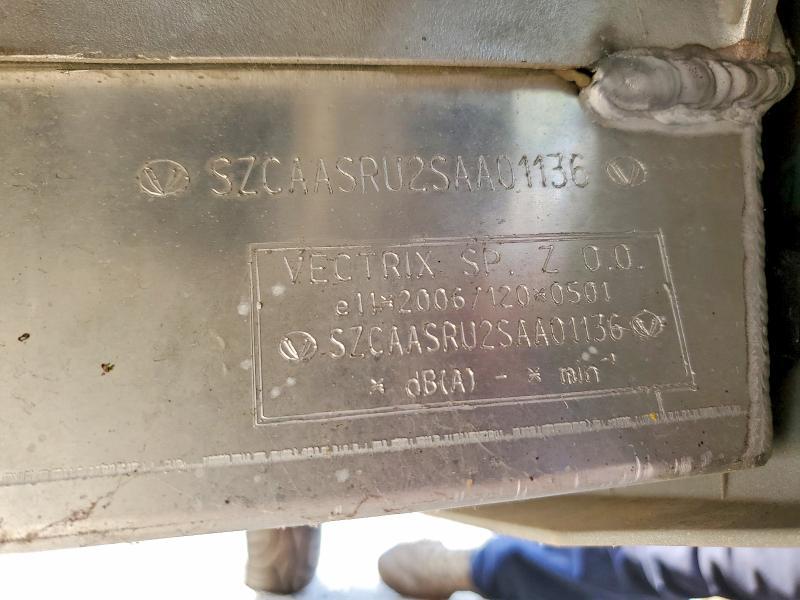 SZCAASRU2SAA01136
VECTRIX SP. Z O.O.
e11*2006/120*0501
SZCAASRU2SAA01136
* dB(A) - * min⁻¹